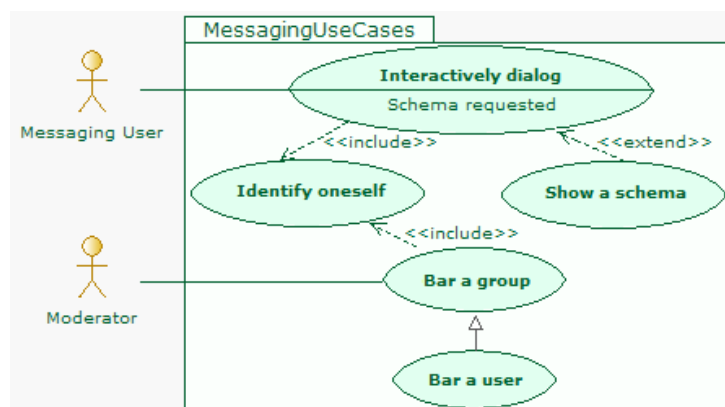 MessagingUseCases
Interactively dialog
Schema requested
Messaging User
<<include>>
<<extend>>
Identify oneself
Show a schema
<<include>>
Bar a group
Moderator
Bar a user